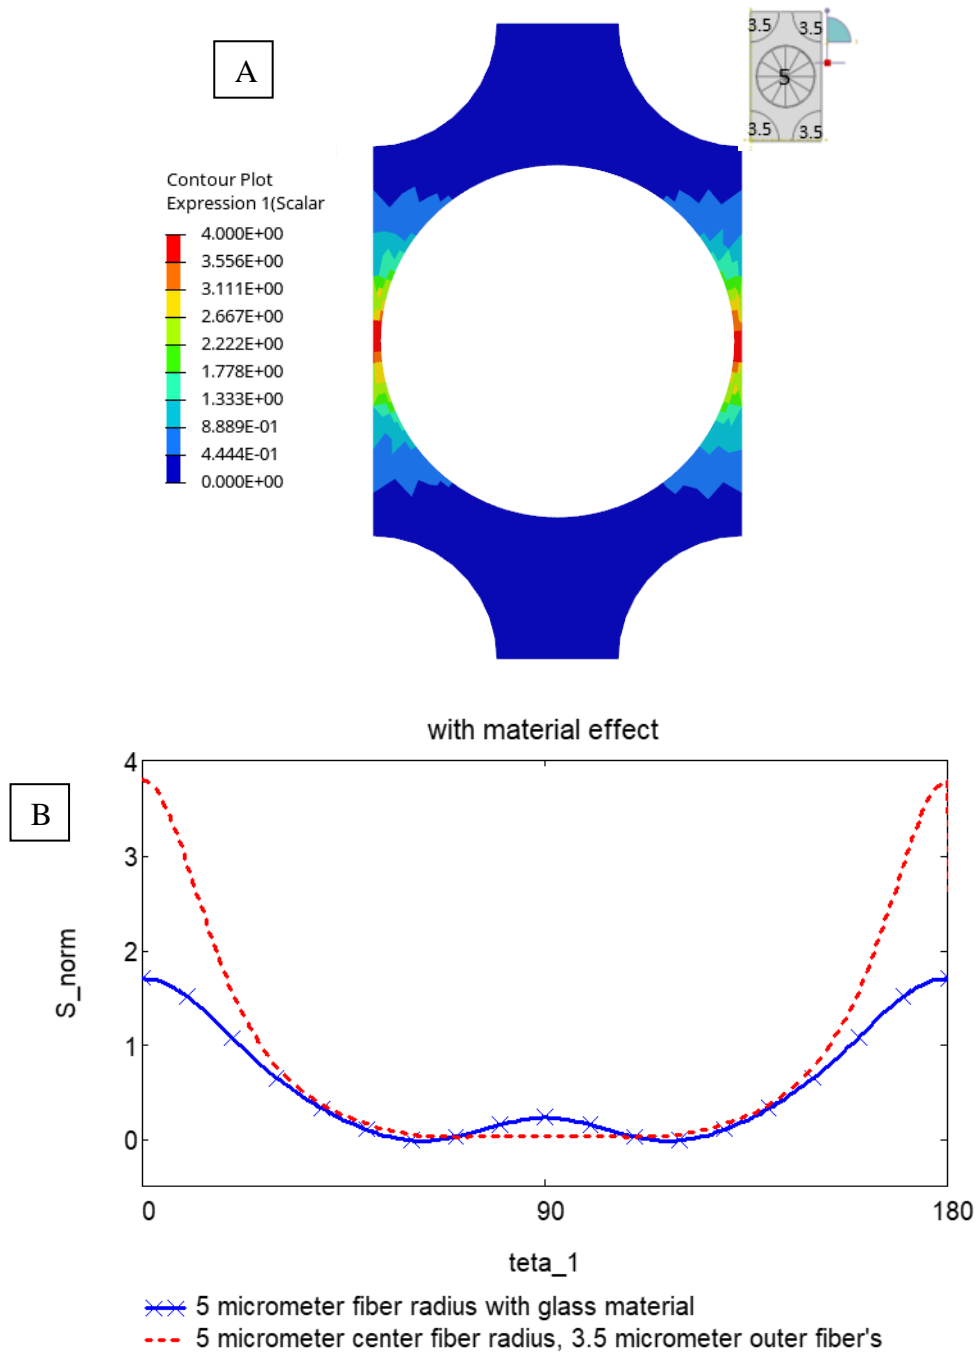 A
3.5 3.5
5
3.5 3.5
Contour Plot
Expression 1(Scalar
4.000E+00
3.556E+00
3.111E+00
2.667E+00
2.222E+00
1.778E+00
1.333E+00
8.889E-01
4.444E-01
0.000E+00
B
with material effect
4
3
2
1
0
S_norm
0 90 180
teta_1
5 micrometer fiber radius with glass material
5 micrometer center fiber radius, 3.5 micrometer outer fiber's